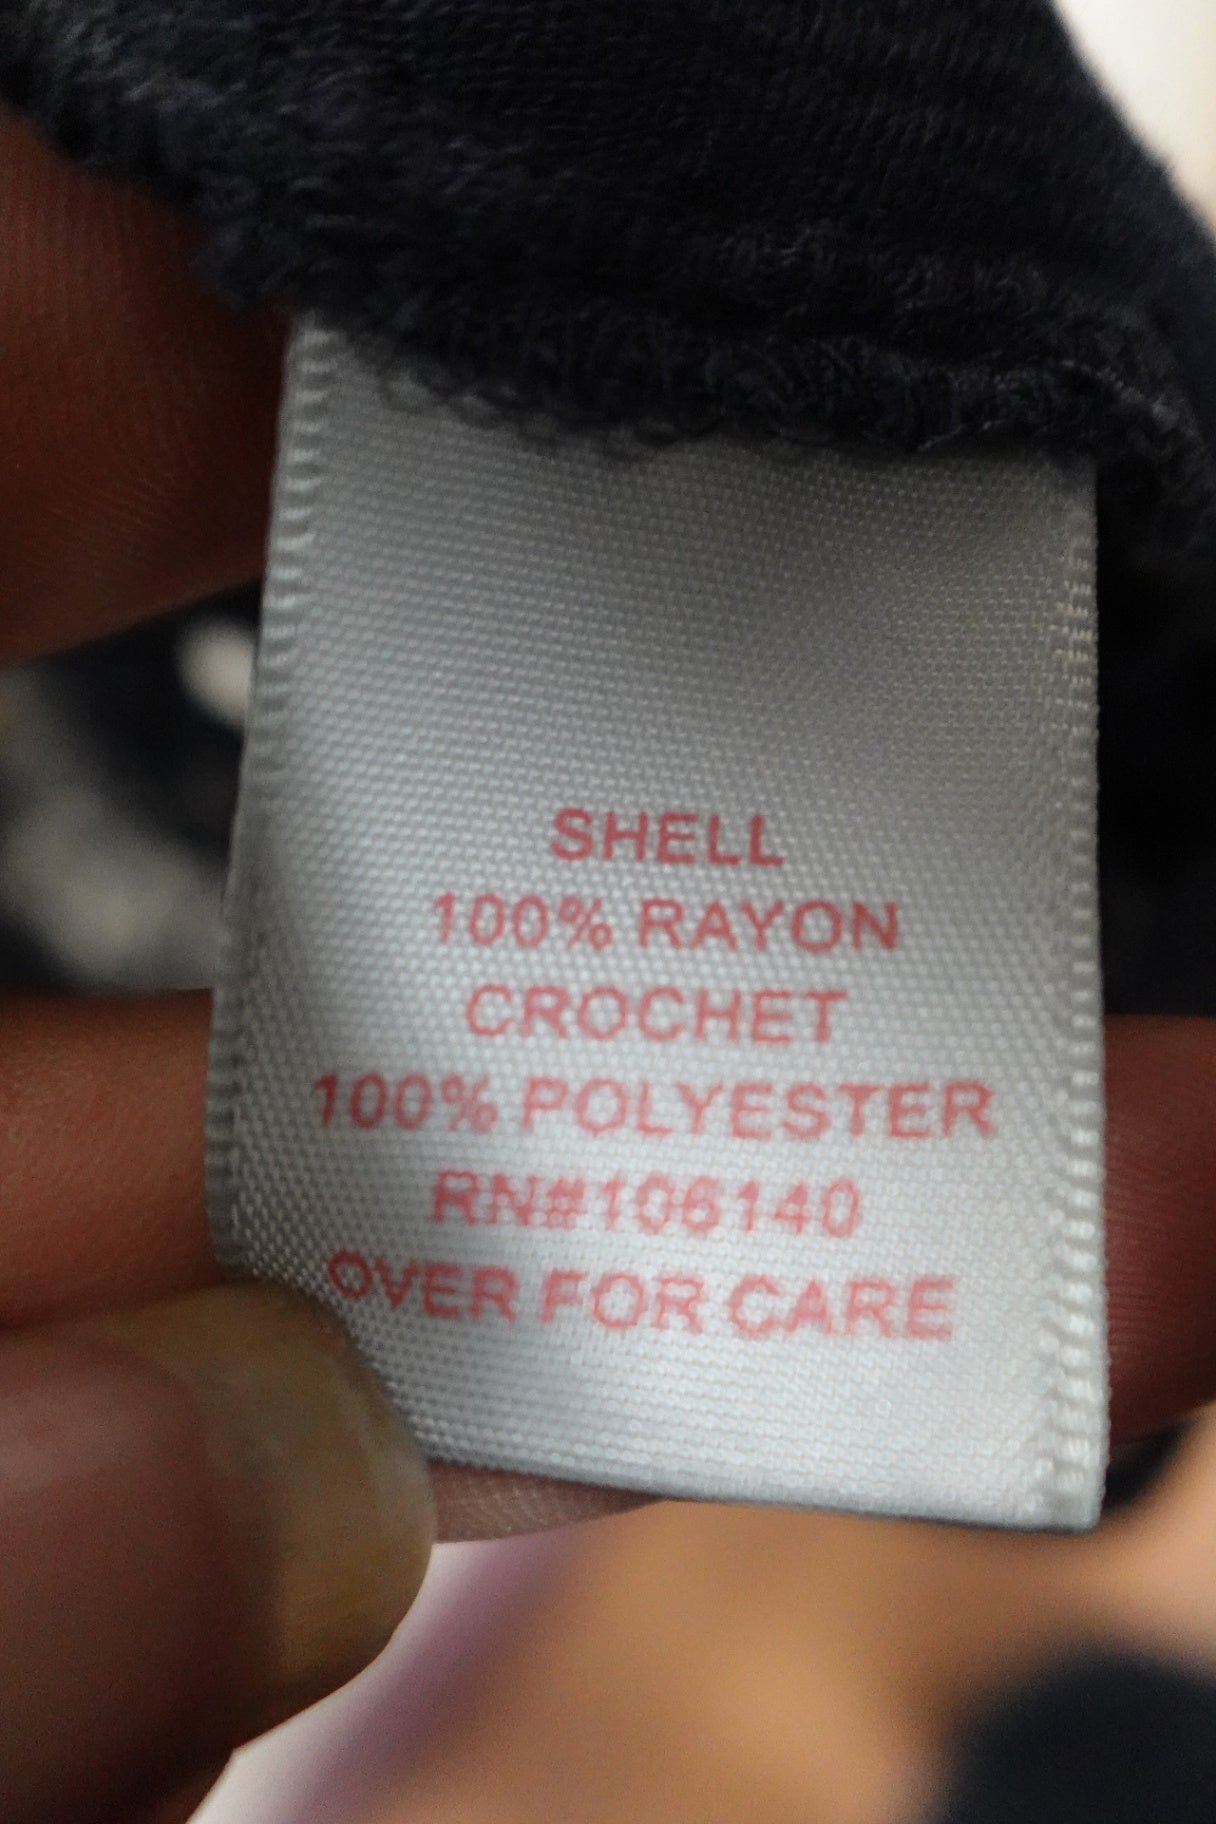 SHELL
100% RAYON
CROCHET
100% POLYESTER
RN#106140
OVER FOR CARE